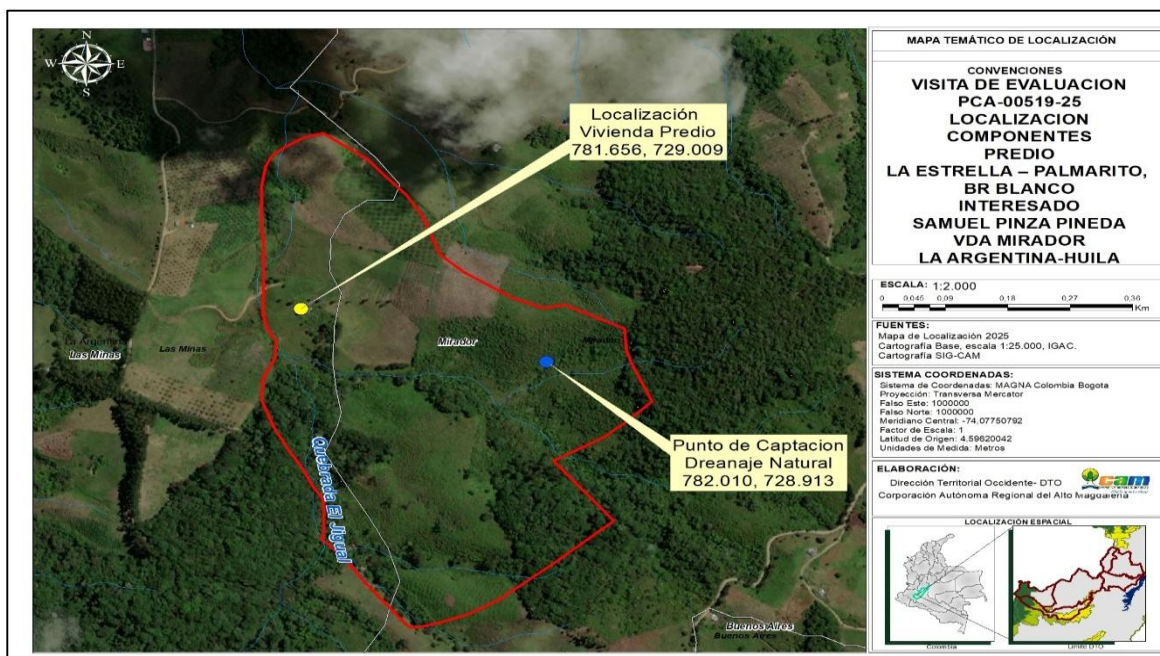 N
W
E
S
Localización
Vivienda Predio
781.656, 729.009
La Argentina
Las Minas
Las Minas
Mirador
Mirador
Quebrada El Jigual
Punto de Captacion
Dreanaje Natural
782.010, 728.913
Buenos Aires
Buenos Aires
MAPA TEMÁTICO DE LOCALIZACIÓN
CONVENCIONES
VISITA DE EVALUACION
PCA-00519-25
LOCALIZACION
COMPONENTES
PREDIO
LA ESTRELLA – PALMARITO,
BR BLANCO
INTERESADO
SAMUEL PINZA PINEDA
VDA MIRADOR
LA ARGENTINA-HUILA
ESCALA: 1:2.000
0 0,045 0,09 0,18 0,27 0,36
Km
FUENTES:
Mapa de Localización 2025
Cartografía Base, escala 1:25.000, IGAC.
Cartografía SIG-CAM
SISTEMA COORDENADAS:
Sistema de Coordenadas: MAGNA Colombia Bogota
Proyección: Transversa Mercator
Falso Este: 1000000
Falso Norte: 1000000
Meridiano Central: -74.07750792
Factor de Escala: 1
Latitud de Origen: 4,59620042
Unidades de Medida: Metros
ELABORACIÓN:
Dirección Territorial Occidente- DTO
Corporación Autónoma Regional del Alto Magdalena
cam
LOCALIZACIÓN ESPACIAL
Colombia
Limite DTO